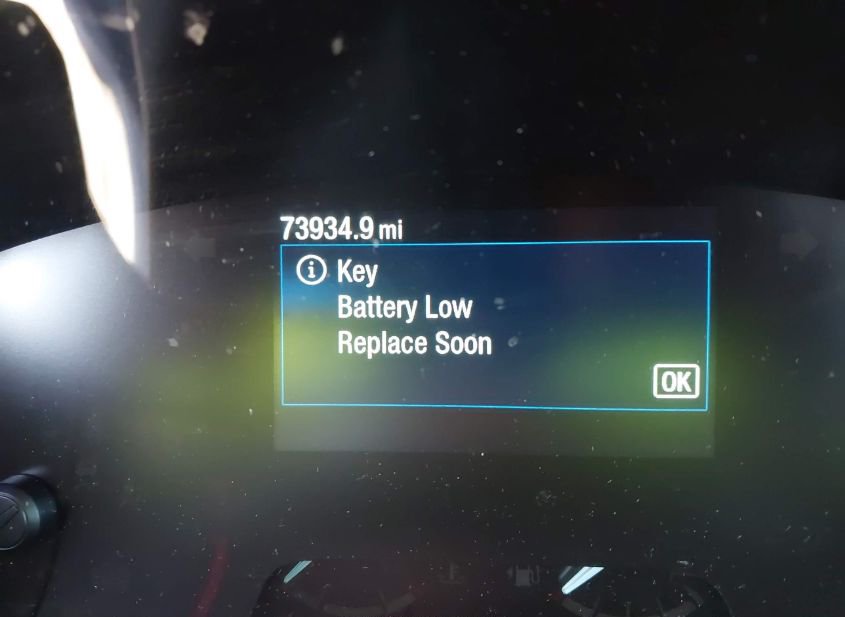 73934.9 mi
Key
Battery Low
Replace Soon
OK